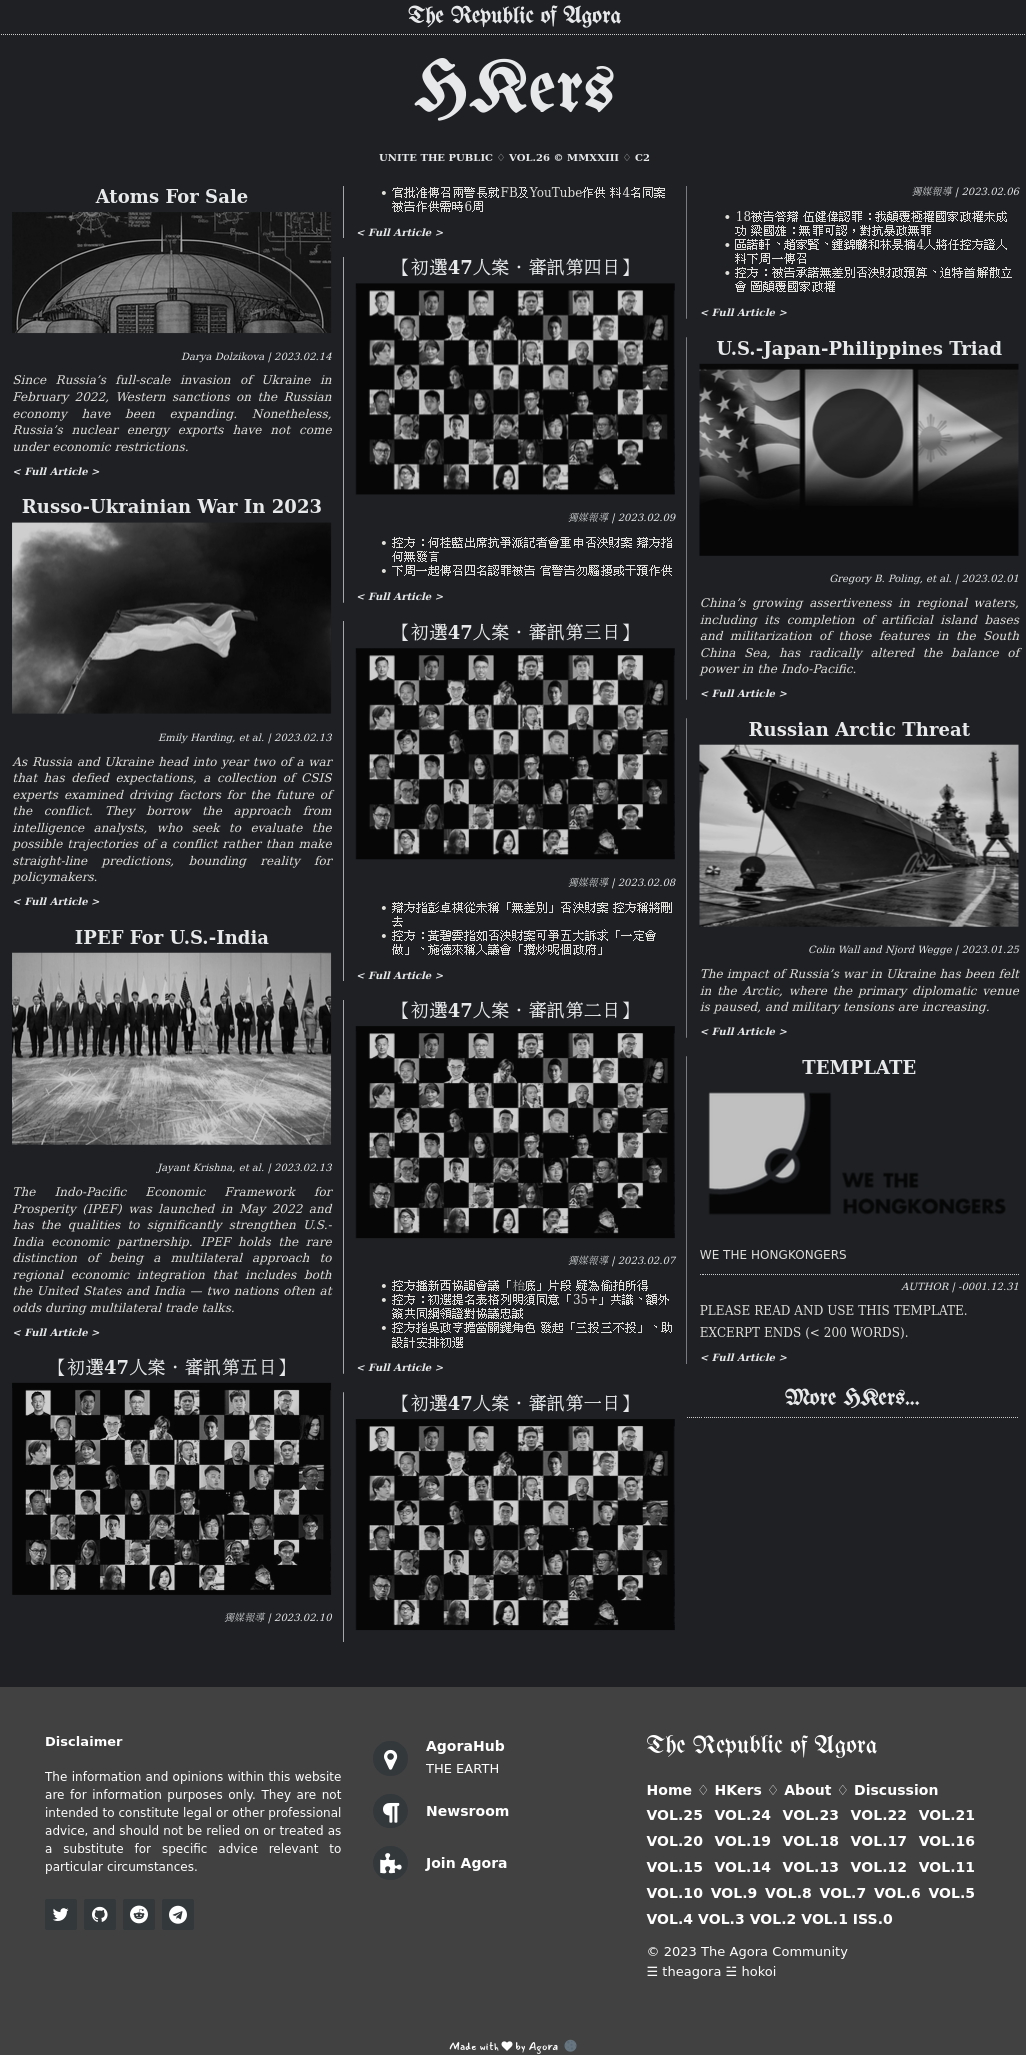 The Republic of Agora
HKers
UNITE THE PUBLIC ♢ VOL.26 © MMXXIII ♢ C2
Atoms For Sale
Darya Dolzikova | 2023.02.14
Since Russia’s full-scale invasion of Ukraine in
February 2022, Western sanctions on the Russian
economy have been expanding. Nonetheless,
Russia’s nuclear energy exports have not come
under economic restrictions.
< Full Article >
Russo-Ukrainian War In 2023
Emily Harding, et al. | 2023.02.13
As Russia and Ukraine head into year two of a war
that has defied expectations, a collection of CSIS
experts examined driving factors for the future of
the conflict. They borrow the approach from
intelligence analysts, who seek to evaluate the
possible trajectories of a conflict rather than make
straight-line predictions, bounding reality for
policymakers.
< Full Article >
IPEF For U.S.-India
Jayant Krishna, et al. | 2023.02.13
The Indo-Pacific Economic Framework for
Prosperity (IPEF) was launched in May 2022 and
has the qualities to significantly strengthen U.S.-
India economic partnership. IPEF holds the rare
distinction of being a multilateral approach to
regional economic integration that includes both
the United States and India — two nations often at
odds during multilateral trade talks.
< Full Article >
【初選47人案・審訊第五日】
獨媒報導 | 2023.02.10
• 官批准傳召兩警長就FB及YouTube作供 料4名同案
被告作供需時6周
< Full Article >
【初選47人案・審訊第四日】
獨媒報導 | 2023.02.09
• 控方：何桂藍出席抗爭派記者會重申否決財案 辯方指
何無發言
• 下周一起傳召四名認罪被告 官警告勿騷擾或干預作供
< Full Article >
【初選47人案・審訊第三日】
獨媒報導 | 2023.02.08
• 辯方指彭卓棋從未稱「無差別」否決財案 控方稱將刪
去
• 控方：黃碧雲指如否決財案可爭五大訴求「一定會
做」、施德來稱入議會「攬炒呢個政府」
< Full Article >
【初選47人案・審訊第二日】
獨媒報導 | 2023.02.07
• 控方播新西協調會議「枱底」片段 疑為偷拍所得
• 控方：初選提名表格列明須同意「35+」共識、額外
簽共同綱領證對協議忠誠
• 控方指吳政亨擔當關鍵角色 發起「三投三不投」、助
設計安排初選
< Full Article >
【初選47人案・審訊第一日】
獨媒報導 | 2023.02.06
• 18被告答辯 伍健偉認罪：我顛覆極權國家政權未成
功 梁國雄：無罪可認，對抗暴政無罪
• 區諾軒、趙家賢、鍾錦麟和林景楠4人將任控方證人
料下周一傳召
• 控方：被告承諾無差別否決財政預算、迫特首解散立
會 圖顛覆國家政權
< Full Article >
U.S.-Japan-Philippines Triad
Gregory B. Poling, et al. | 2023.02.01
China’s growing assertiveness in regional waters,
including its completion of artificial island bases
and militarization of those features in the South
China Sea, has radically altered the balance of
power in the Indo-Pacific.
< Full Article >
Russian Arctic Threat
Colin Wall and Njord Wegge | 2023.01.25
The impact of Russia’s war in Ukraine has been felt
in the Arctic, where the primary diplomatic venue
is paused, and military tensions are increasing.
< Full Article >
TEMPLATE
WE THE
HONGKONGERS
WE THE HONGKONGERS
AUTHOR | -0001.12.31
PLEASE READ AND USE THIS TEMPLATE.
EXCERPT ENDS (< 200 WORDS).
< Full Article >
More HKers...
Disclaimer
The information and opinions within this website
are for information purposes only. They are not
intended to constitute legal or other professional
advice, and should not be relied on or treated as
a substitute for specific advice relevant to
particular circumstances.
AgoraHub
THE EARTH
Newsroom
Join Agora
The Republic of Agora
Home ♢ HKers ♢ About ♢ Discussion
VOL.25 VOL.24 VOL.23 VOL.22 VOL.21
VOL.20 VOL.19 VOL.18 VOL.17 VOL.16
VOL.15 VOL.14 VOL.13 VOL.12 VOL.11
VOL.10 VOL.9 VOL.8 VOL.7 VOL.6 VOL.5
VOL.4 VOL.3 VOL.2 VOL.1 ISS.0
© 2023 The Agora Community
☰ theagora ☱ hokoi
Made with ♥ by Agora